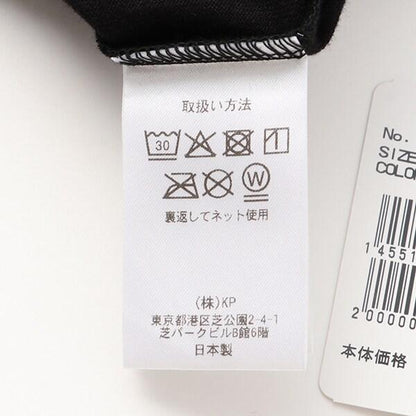 取扱い方法
30
W
裏返してネット使用
(株)KP
東京都港区芝公園2-4-1
芝パークビルB館6階
日本製
No.
SIZE
COLO
14551
20000
本体価格